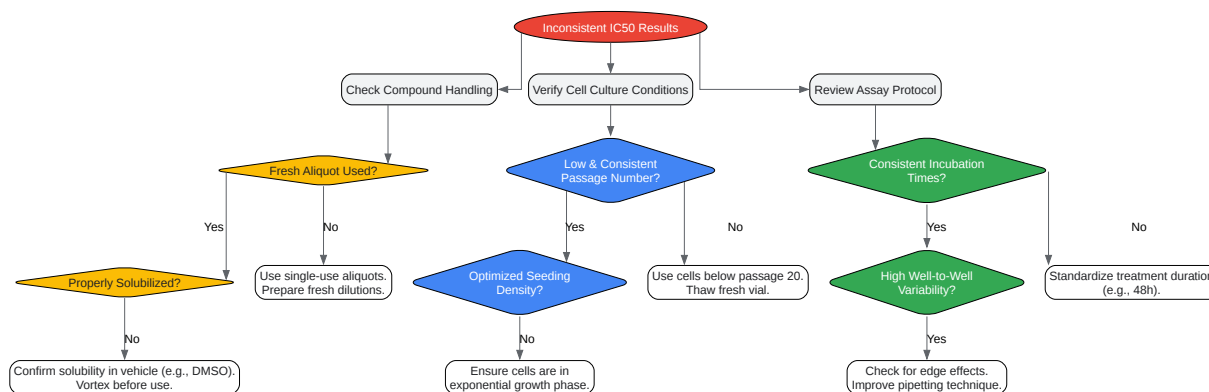 Inconsistent IC50 Results
Check Compound Handling
Verify Cell Culture Conditions
Review Assay Protocol
Fresh Aliquot Used?
Low & Consistent
Passage Number?
Consistent Incubation
Times?
Yes
No
Yes
No
Yes
No
Properly Solubilized?
Use single-use aliquots.
Prepare fresh dilutions.
Optimized Seeding
Density?
Use cells below passage 20.
Thaw fresh vial.
High Well-to-Well
Variability?
Standardize treatment duration
(e.g., 48h).
No
No
Yes
Confirm solubility in vehicle (e.g., DMSO).
Vortex before use.
Ensure cells are in
exponential growth phase.
Check for edge effects.
Improve pipetting technique.